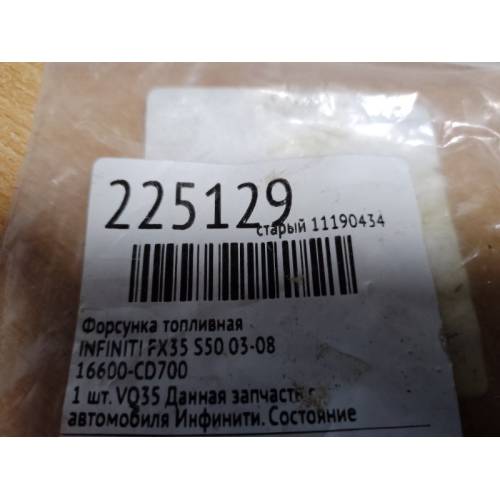 225129
старый 11190434
Форсунка топливная
INFINITI FX35 S50 03-08
16600-CD700
1 шт. VQ35 Данная запчасть с
автомобиля Инфинити. Состояние